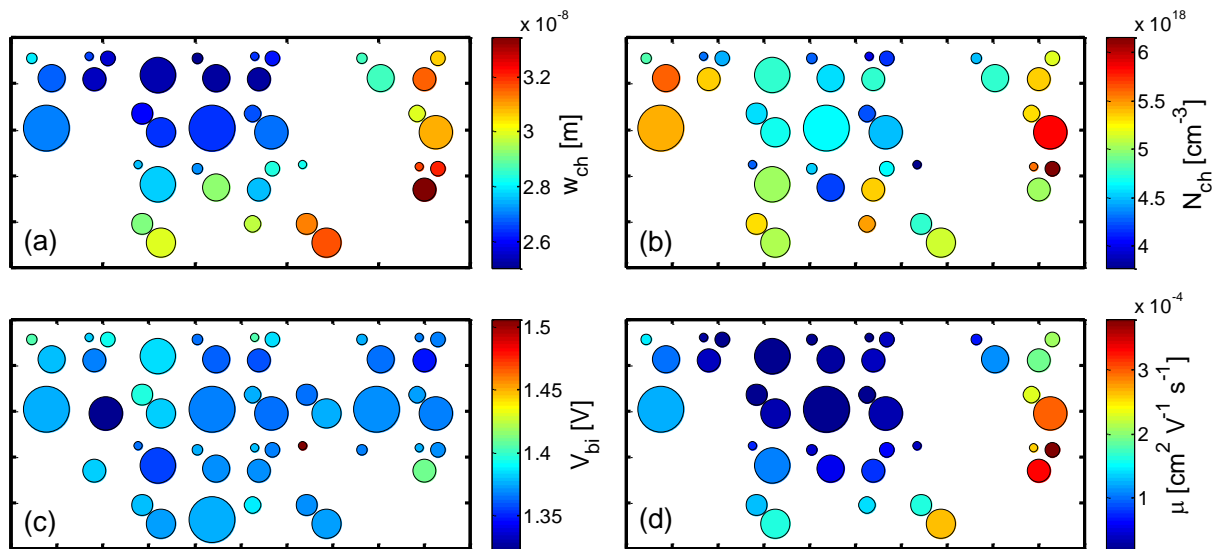 x 10⁻⁸
3.2
3
2.8
2.6
w_ch [m]
(a)
x 10¹⁸
6
5.5
5
4.5
4
N_ch [cm⁻³]
(b)
1.5
1.45
1.4
1.35
V_bi [V]
(c)
x 10⁻⁴
3
2
1
μ [cm² V⁻¹ s⁻¹]
(d)